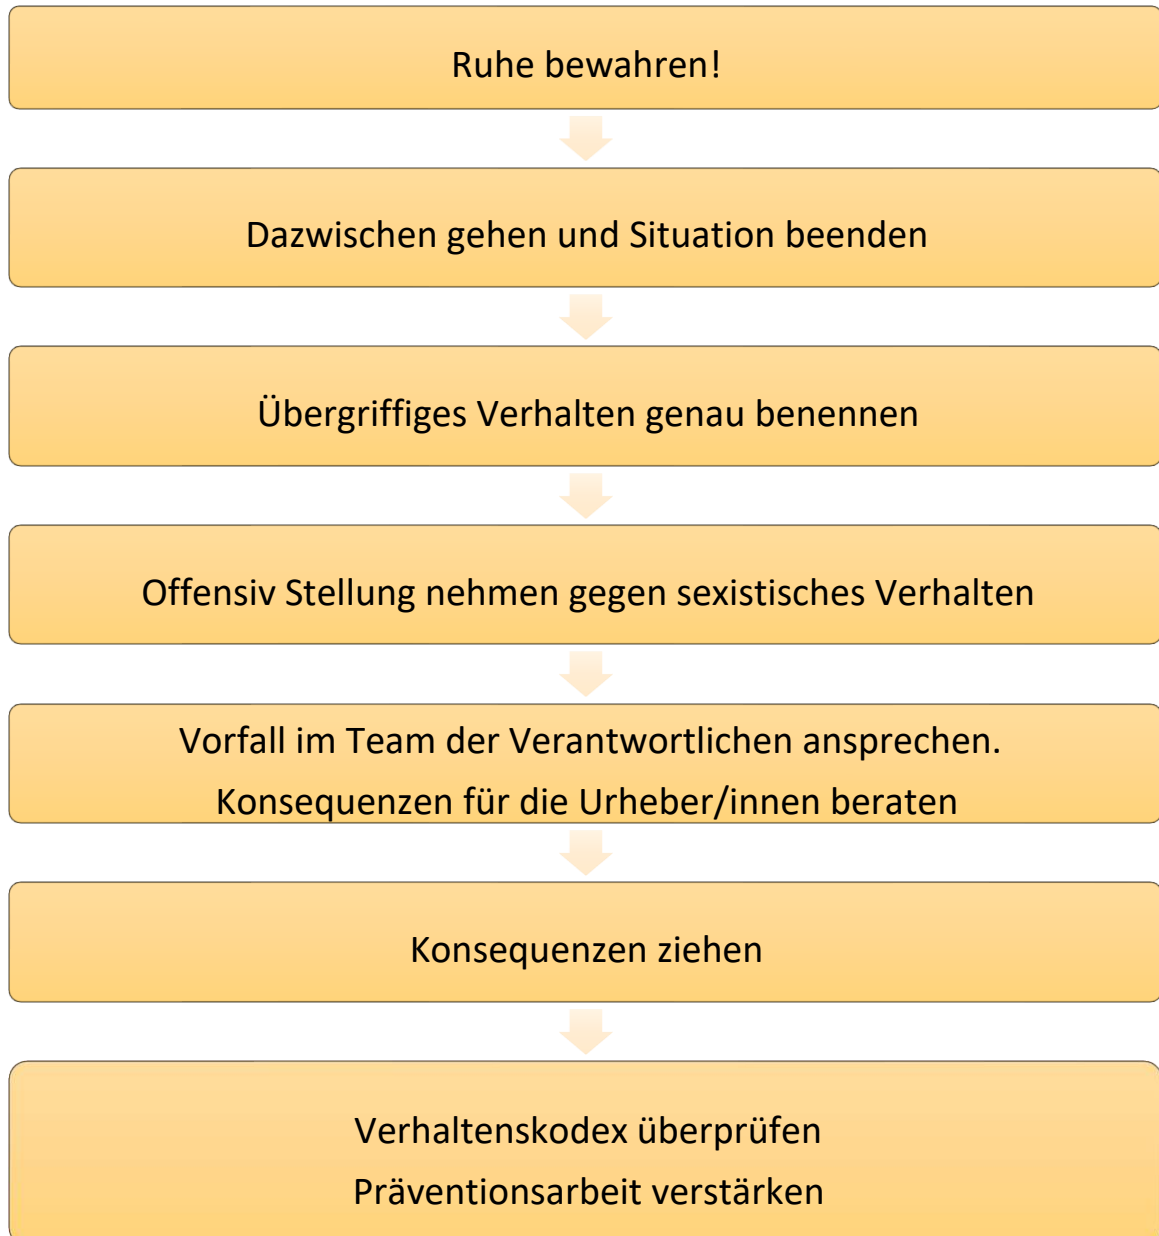 Ruhe bewahren!
Dazwischen gehen und Situation beenden
Übergriffiges Verhalten genau benennen
Offensiv Stellung nehmen gegen sexistisches Verhalten
Vorfall im Team der Verantwortlichen ansprechen.
Konsequenzen für die Urheber/innen beraten
Konsequenzen ziehen
Verhaltenskodex überprüfen
Präventionsarbeit verstärken